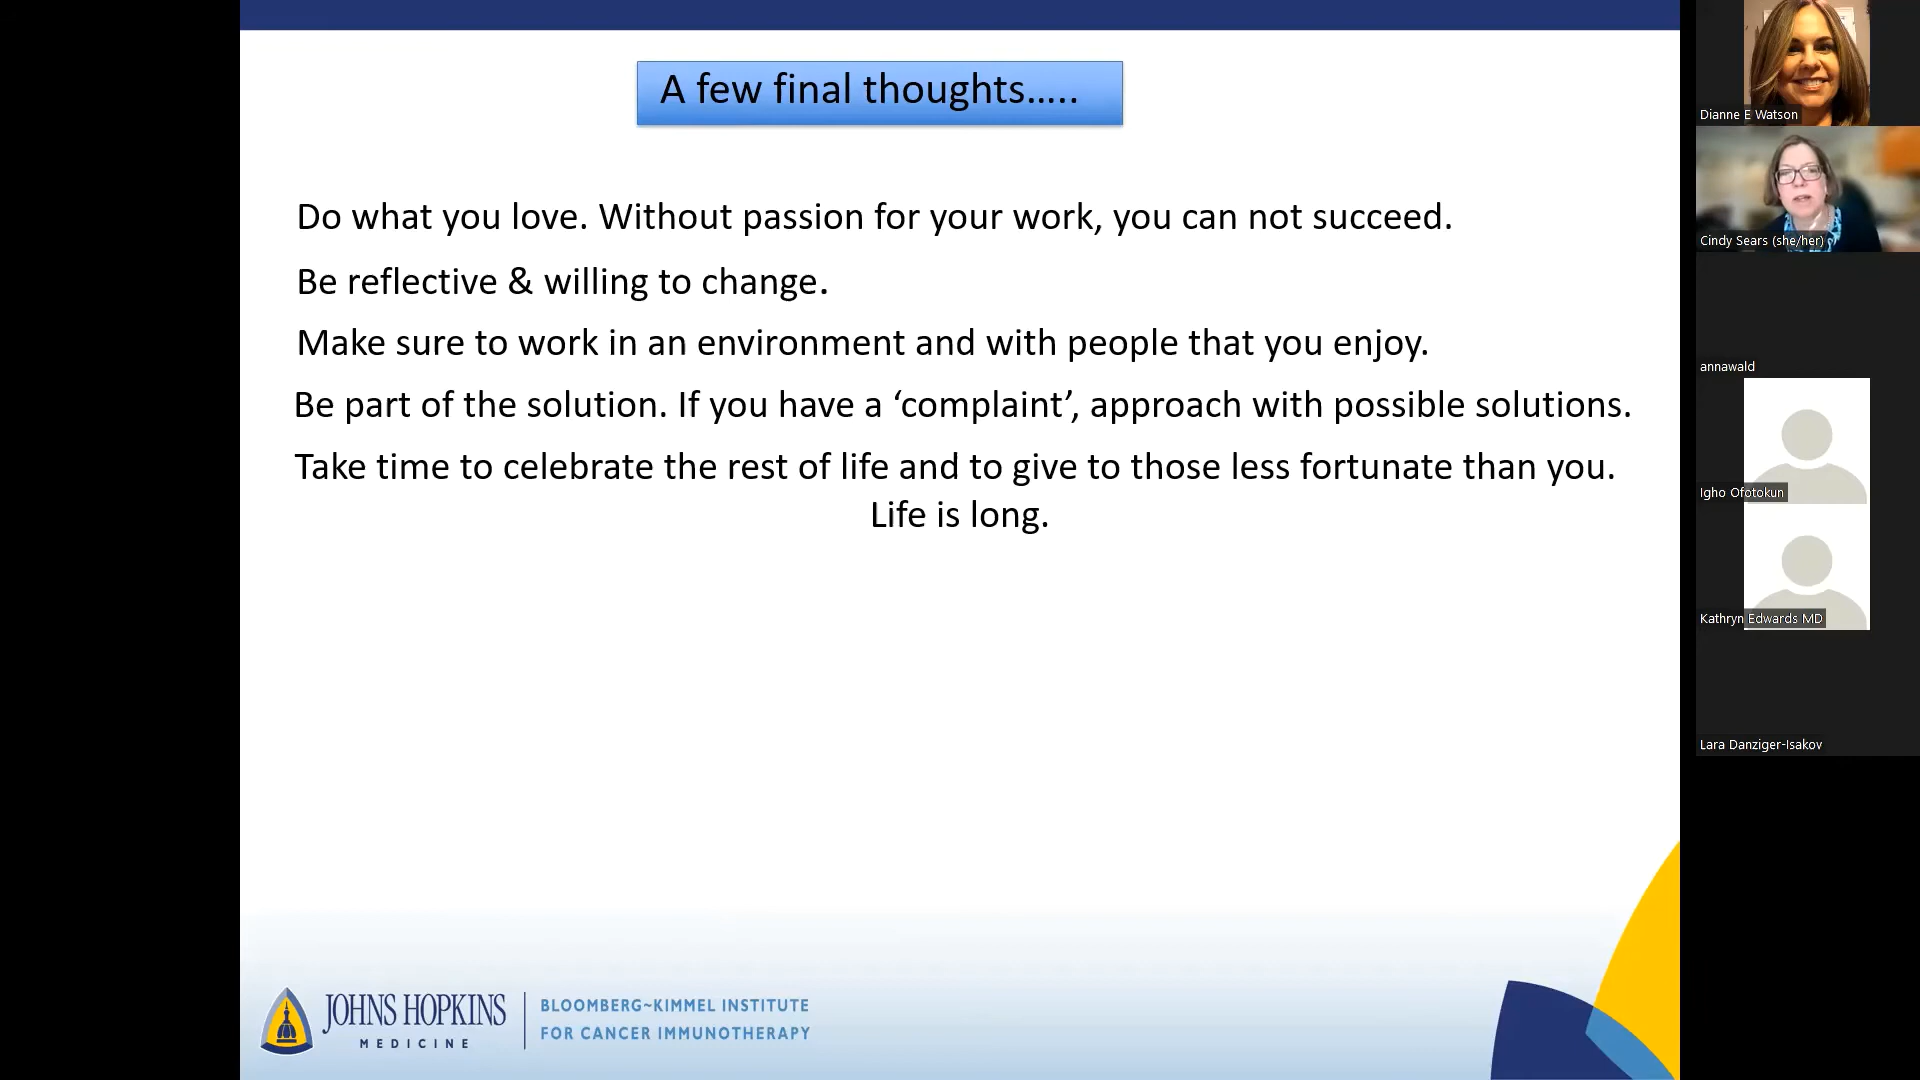 A few final thoughts.....
Do what you love. Without passion for your work, you can not succeed.
Be reflective & willing to change.
Make sure to work in an environment and with people that you enjoy.
Be part of the solution. If you have a ‘complaint’, approach with possible solutions.
Take time to celebrate the rest of life and to give to those less fortunate than you.
Life is long.
JOHNS HOPKINS
MEDICINE
BLOOMBERG~KIMMEL INSTITUTE
FOR CANCER IMMUNOTHERAPY
Dianne E Watson
Cindy Sears (she/her)
annawald
Igho Ofotokun
Kathryn Edwards MD
Lara Danziger-Isakov